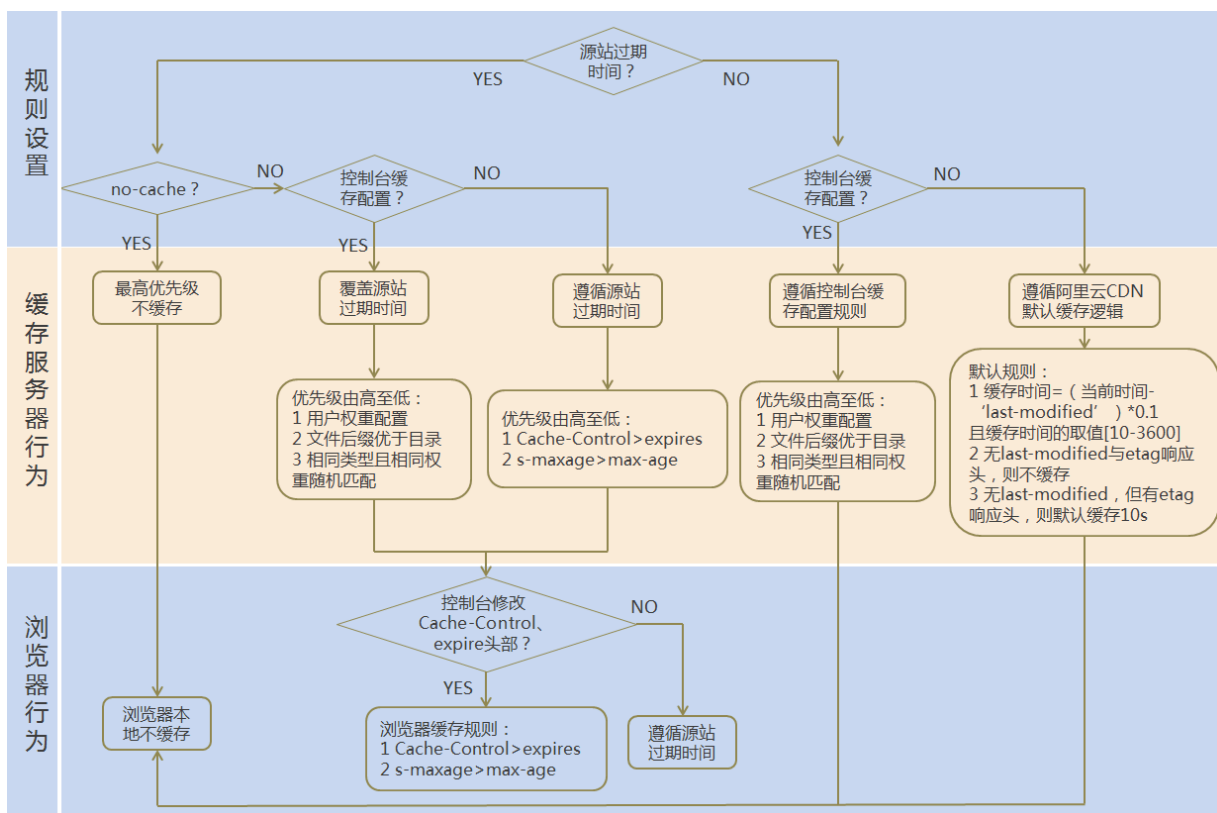 规则设置
源站过期
时间？
YES
NO
no-cache？
NO
控制台缓
存配置？
NO
控制台缓
存配置？
NO
YES
YES
YES
缓存服务器行为
最高优先级
不缓存
覆盖源站
过期时间
遵循源站
过期时间
遵循控制台缓
存配置规则
遵循阿里云CDN
默认缓存逻辑
优先级由高至低：
1 用户权重配置
2 文件后缀优于目录
3 相同类型且相同权
重随机匹配
优先级由高至低：
1 Cache-Control>expires
2 s-maxage>max-age
优先级由高至低：
1 用户权重配置
2 文件后缀优于目录
3 相同类型且相同权
重随机匹配
默认规则：
1 缓存时间=（当前时间-
‘last-modified’）*0.1
且缓存时间的取值[10-3600]
2 无last-modified与etag响应
头，则不缓存
3 无last-modified，但有etag
响应头，则默认缓存10s
浏览器行为
控制台修改
Cache-Control、
expire头部？
NO
YES
浏览器本
地不缓存
浏览器缓存规则：
1 Cache-Control>expires
2 s-maxage>max-age
遵循源站
过期时间